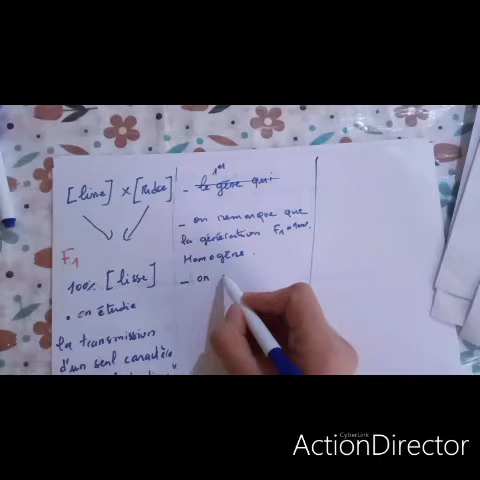 [lisse] x [ridée]
F1
100% [lisse]
• on étudie
la transmission
d'un seul caractère
1er
- le gène qui
- on remarque que
la génération F1 100%
Homogène.
- on
CyberLink
ActionDirector